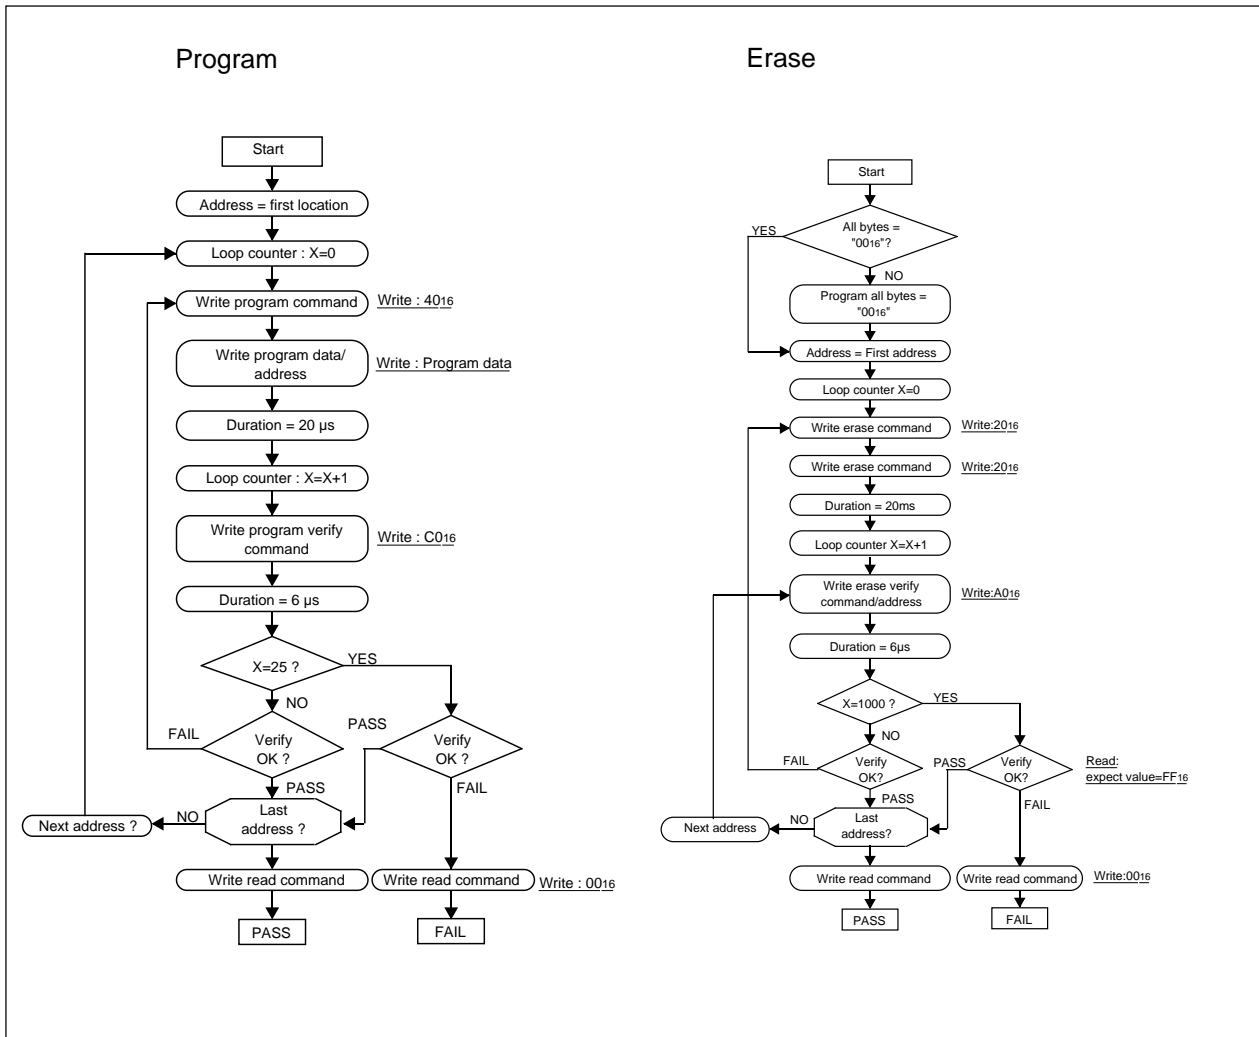 Program
Start
Address = first location
Loop counter : X=0
Write program command
Write : 4016
Write program data/
address
Write : Program data
Duration = 20 µs
Loop counter : X=X+1
Write program verify
command
Write : C016
Duration = 6 µs
X=25 ?
YES
NO
FAIL
Verify
OK ?
PASS
PASS
Verify
OK ?
FAIL
NO
Last
address ?
Next address ?
Write read command
Write read command
Write : 0016
PASS
FAIL
Erase
Start
YES
All bytes =
"0016"?
NO
Program all bytes =
"0016"
Address = First address
Loop counter X=0
Write erase command
Write:2016
Write erase command
Write:2016
Duration = 20ms
Loop counter X=X+1
Write erase verify
command/address
Write:A016
Duration = 6µs
X=1000 ?
YES
NO
FAIL
Verify
OK?
PASS
PASS
Verify
OK?
FAIL
Read:
expect value=FF16
NO
Last
address?
Next address
Write read command
Write read command
Write:0016
PASS
FAIL